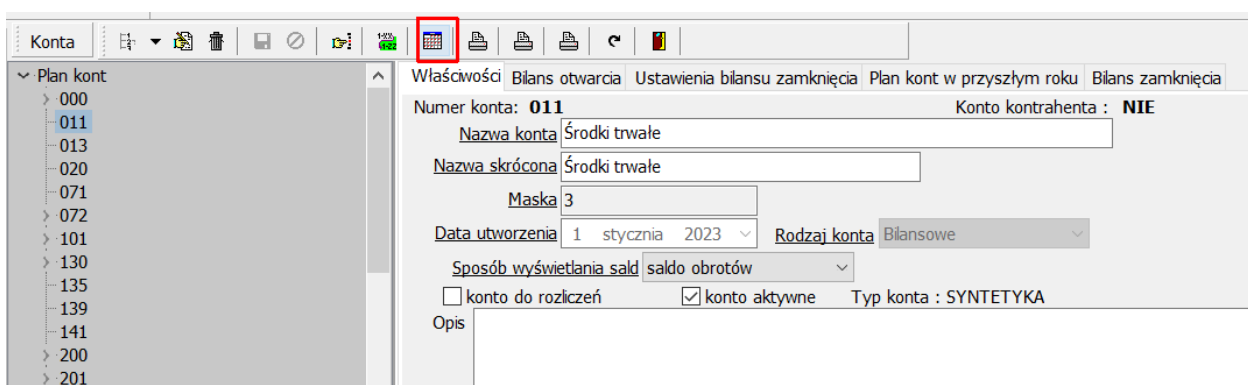 Konta
Plan kont
000
011
013
020
071
072
101
130
135
139
141
200
201
Właściwości Bilans otwarcia Ustawienia bilansu zamknięcia Plan kont w przyszłym roku Bilans zamknięcia
Numer konta: 011 Konto kontrahenta : NIE
Nazwa konta Środki trwałe
Nazwa skrócona Środki trwałe
Maska 3
Data utworzenia 1 stycznia 2023 Rodzaj konta Bilansowe
Sposób wyświetlania sald saldo obrotów
konto do rozliczeń konto aktywne Typ konta : SYNTETYKA
Opis